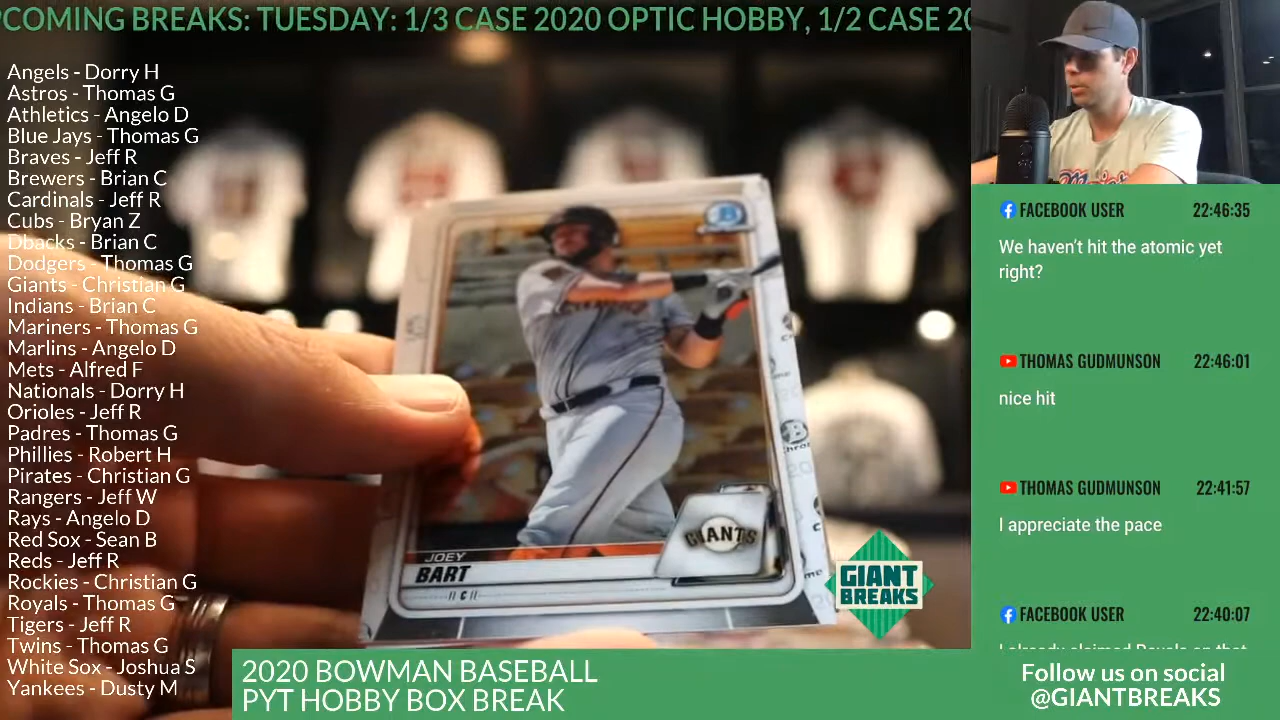 COMING BREAKS: TUESDAY: 1/3 CASE 2020 OPTIC HOBBY, 1/2 CASE 20
Angels - Dorry H
Astros - Thomas G
Athletics - Angelo D
Blue Jays - Thomas G
Braves - Jeff R
Brewers - Brian C
Cardinals - Jeff R
Cubs - Bryan Z
Dbacks - Brian C
Dodgers - Thomas G
Giants - Christian G
Indians - Brian C
Mariners - Thomas G
Marlins - Angelo D
Mets - Alfred F
Nationals - Dorry H
Orioles - Jeff R
Padres - Thomas G
Phillies - Robert H
Pirates - Christian G
Rangers - Jeff W
Rays - Angelo D
Red Sox - Sean B
Reds - Jeff R
Rockies - Christian G
Royals - Thomas G
Tigers - Jeff R
Twins - Thomas G
White Sox - Joshua S
Yankees - Dusty M
B
GIANTS
JOEY
BART
C
GIANT
BREAKS
2020 BOWMAN BASEBALL
PYT HOBBY BOX BREAK
FACEBOOK USER 22:46:35
We haven't hit the atomic yet
right?
THOMAS GUDMUNSON 22:46:01
nice hit
THOMAS GUDMUNSON 22:41:57
I appreciate the pace
FACEBOOK USER 22:40:07
Follow us on social
@GIANTBREAKS